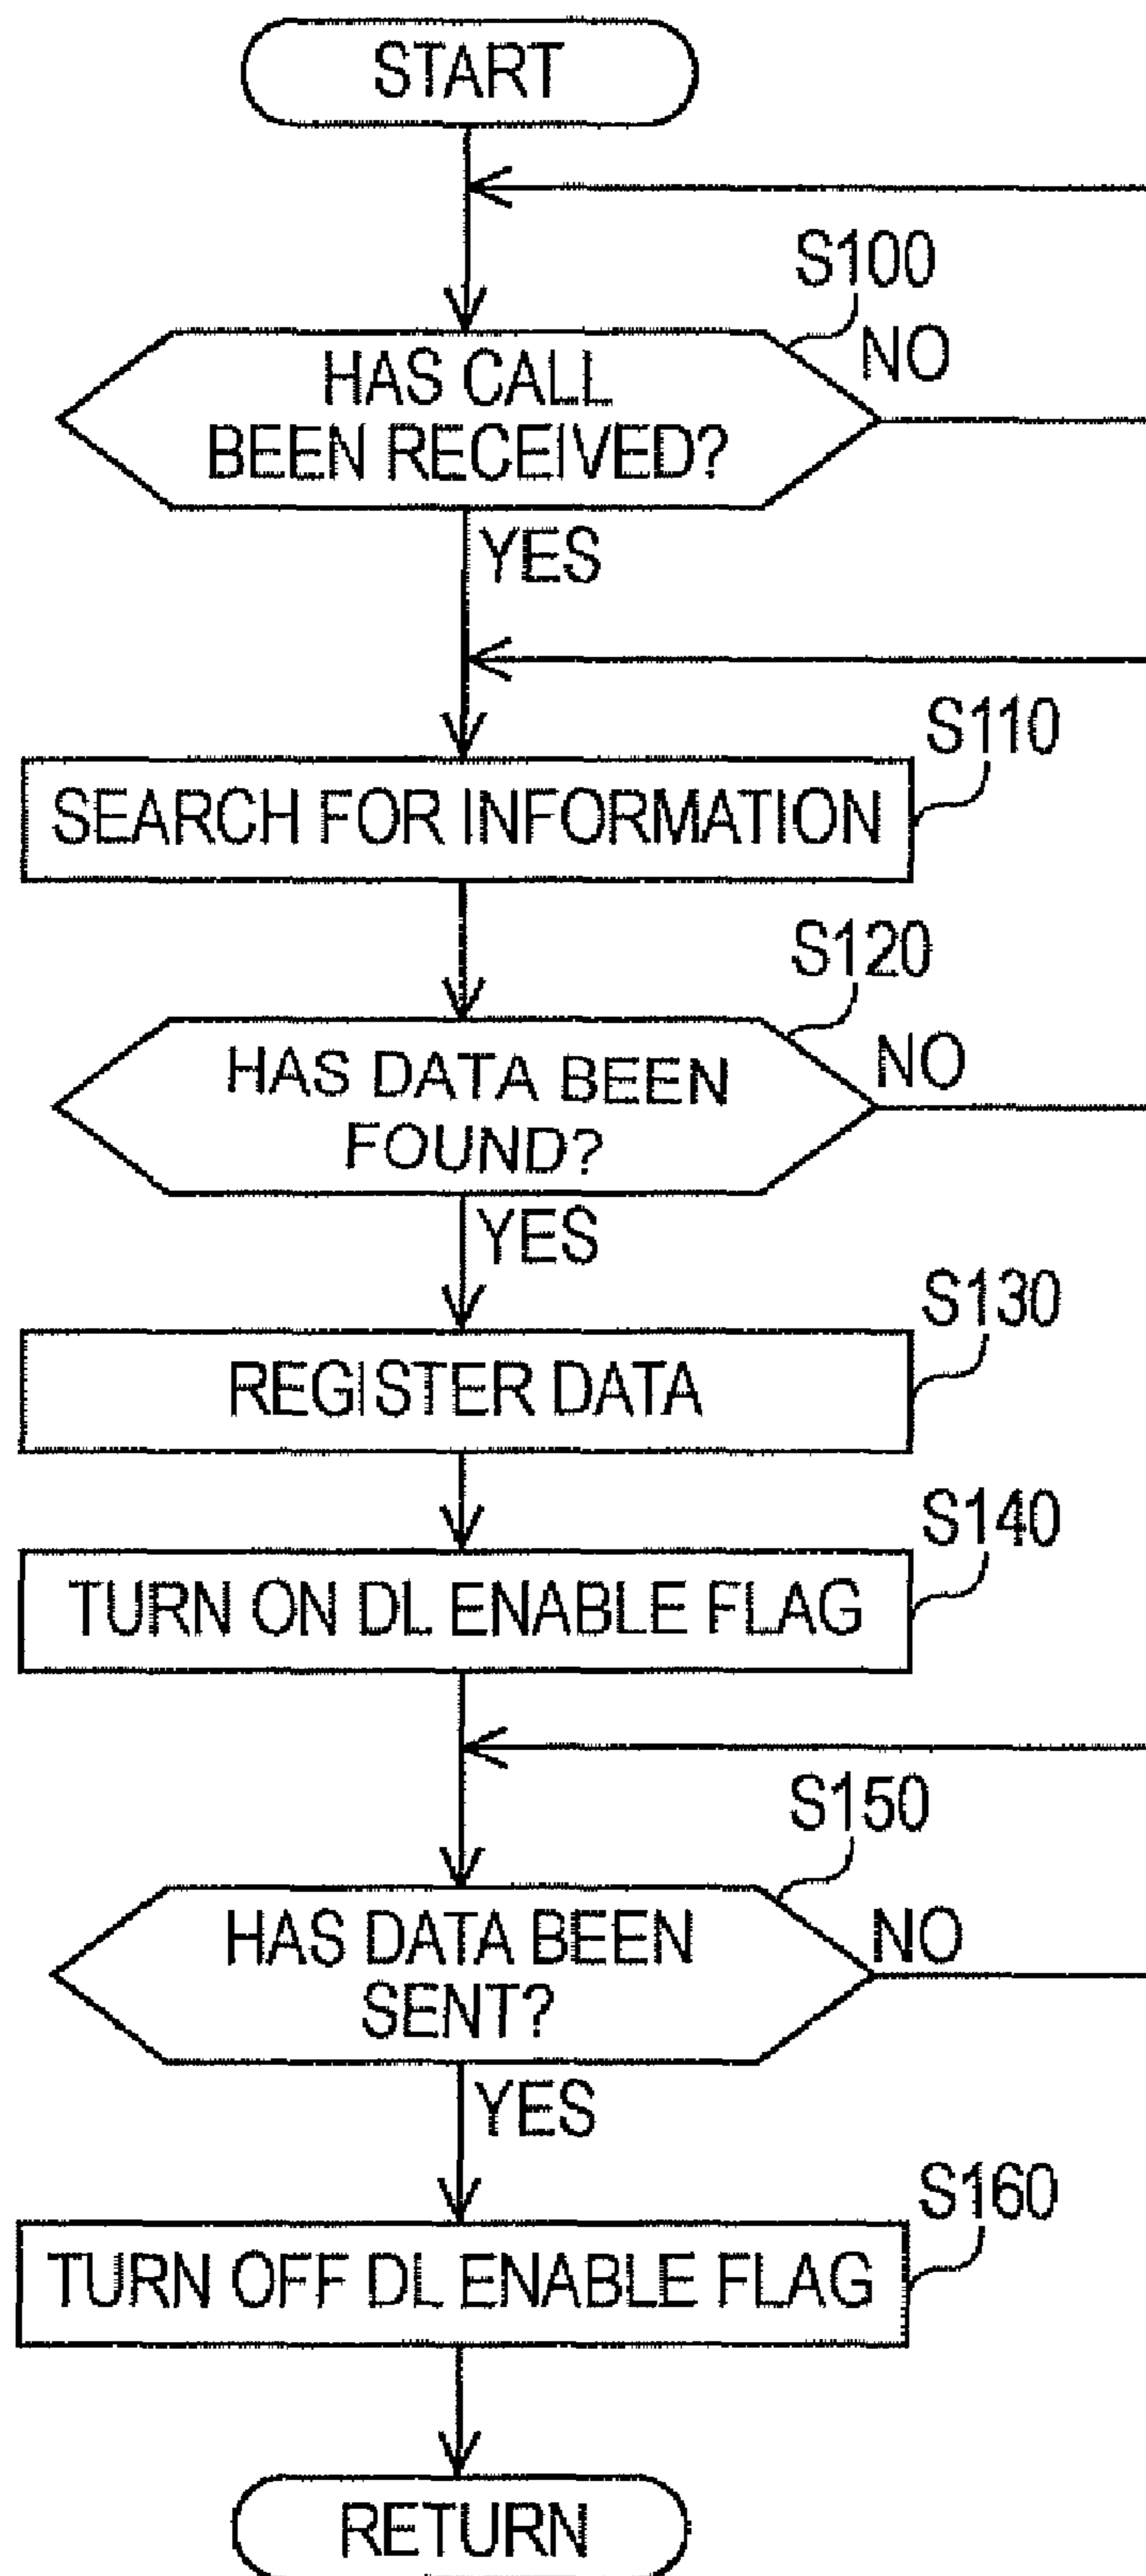 START
S100
HAS CALL
BEEN RECEIVED?
NO
YES
S110
SEARCH FOR INFORMATION
S120
HAS DATA BEEN
FOUND?
NO
YES
S130
REGISTER DATA
S140
TURN ON DL ENABLE FLAG
S150
HAS DATA BEEN
SENT?
NO
YES
S160
TURN OFF DL ENABLE FLAG
RETURN